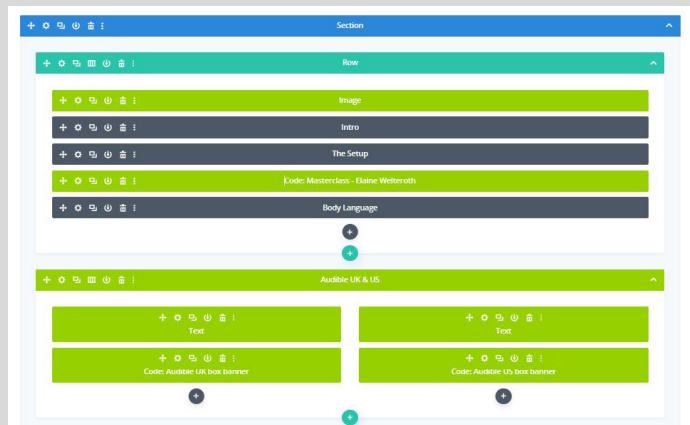 Section
Row
Image
Intro
The Setup
Code: Masterclass - Elaine Welteroth
Body Language
Audible UK & US
Text
Text
Code: Audible UK box banner
Code: Audible US box banner